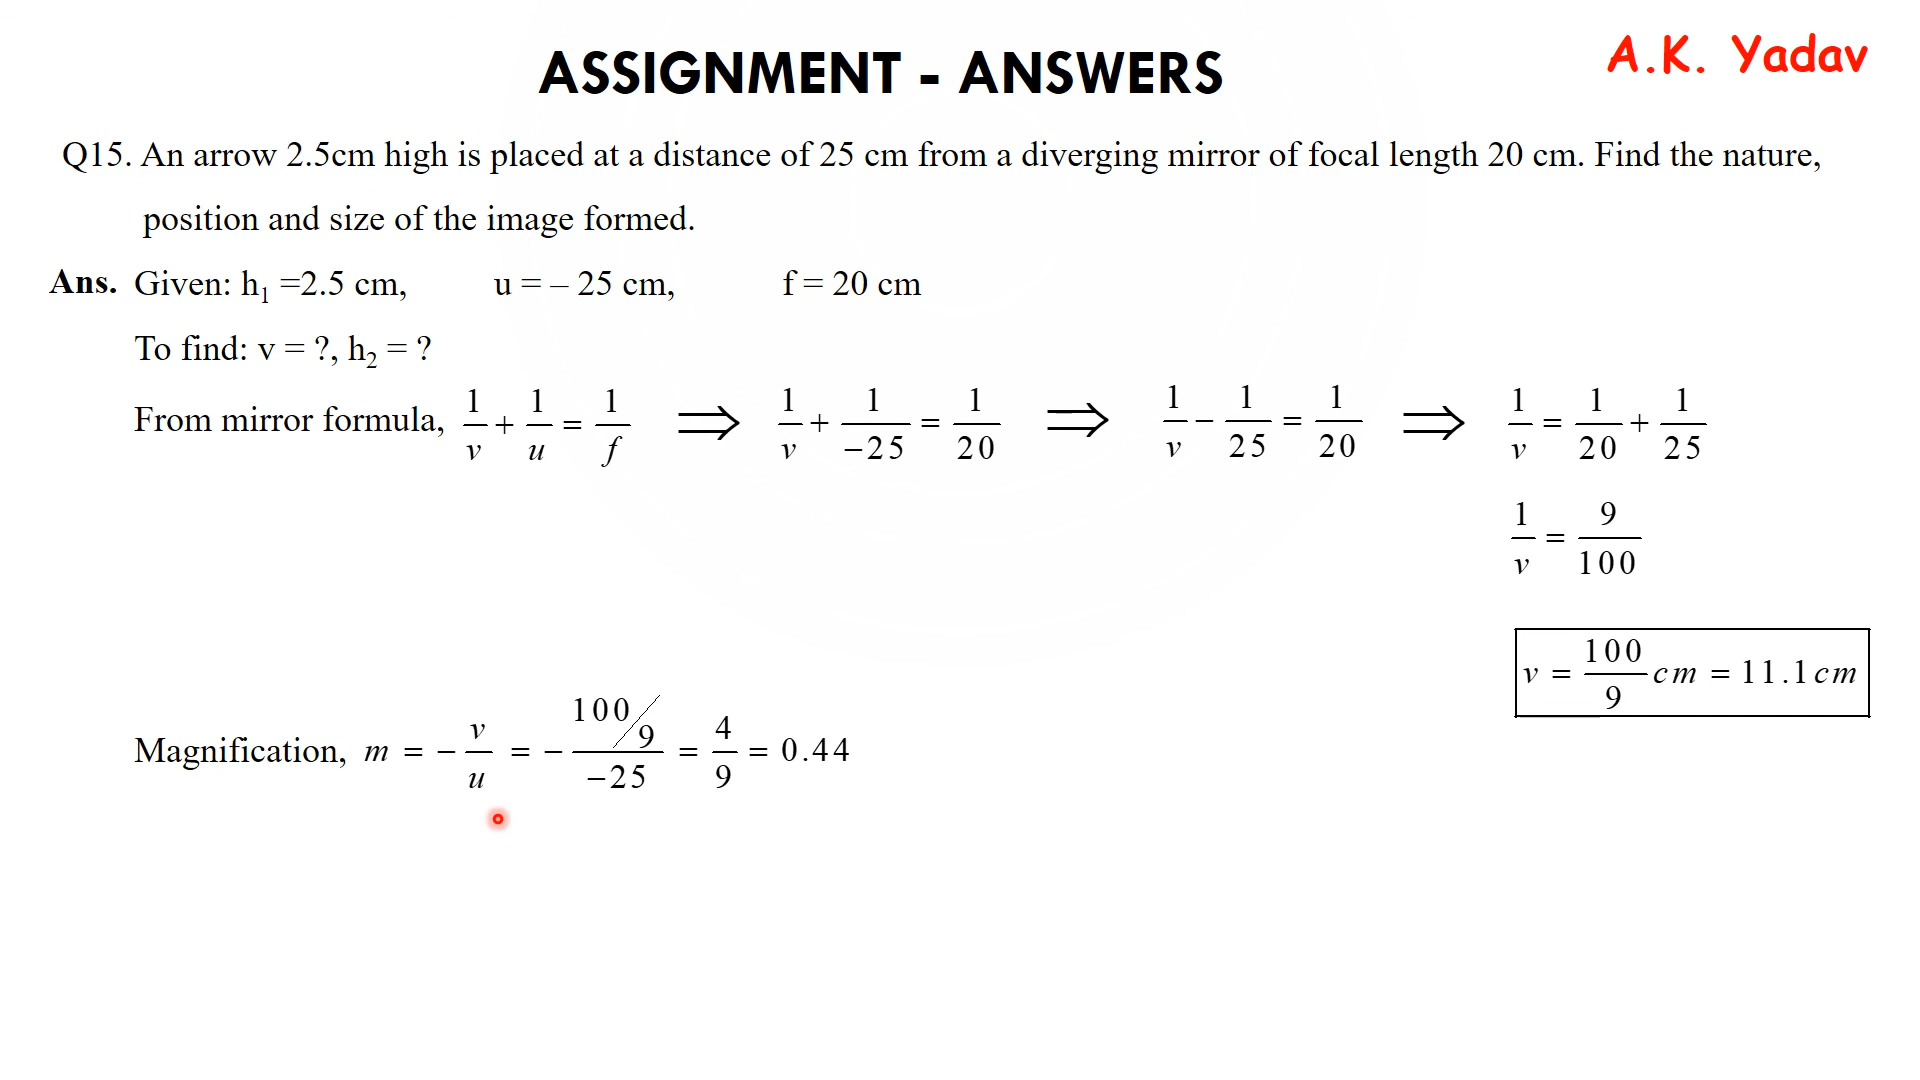 ASSIGNMENT - ANSWERS
A.K. Yadav
Q15. An arrow 2.5cm high is placed at a distance of 25 cm from a diverging mirror of focal length 20 cm. Find the nature,
position and size of the image formed.
Ans. Given: h₁ =2.5 cm, u = – 25 cm, f = 20 cm
To find: v = ?, h₂ = ?
From mirror formula, 1/v + 1/u = 1/f ⇒ 1/v + 1/−25 = 1/20 ⇒ 1/v − 1/25 = 1/20 ⇒ 1/v = 1/20 + 1/25
1/v = 9/100
v = 100/9 cm = 11.1 cm
Magnification, m = − v/u = − (100/9)/−25 = 4/9 = 0.44